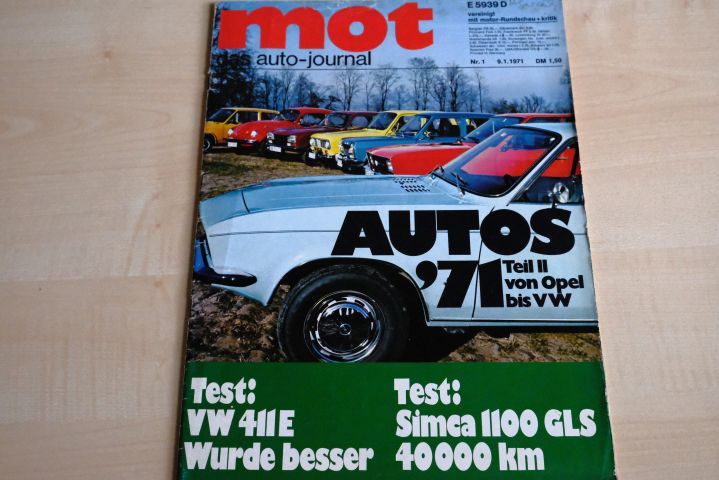 mot
das auto-journal
E 5939 D
vereinigt
mit motor-Rundschau + kritik
Nr. 1 9.1.1971 DM 1,50
AUTOS
'71
Teil II
von Opel
bis VW
Test:
VW 411 E
Wurde besser
Test:
Simca 1100 GLS
40 000 km